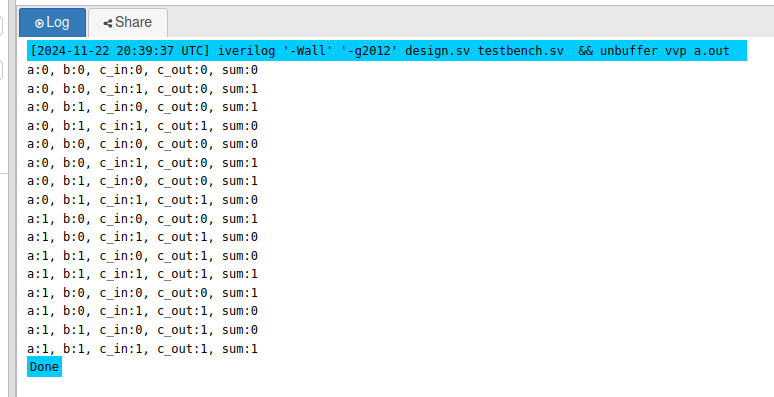 Log Share
[2024-11-22 20:39:37 UTC] iverilog '-Wall' '-g2012' design.sv testbench.sv  && unbuffer vvp a.out
a:0, b:0, c_in:0, c_out:0, sum:0
a:0, b:0, c_in:1, c_out:0, sum:1
a:0, b:1, c_in:0, c_out:0, sum:1
a:0, b:1, c_in:1, c_out:1, sum:0
a:0, b:0, c_in:0, c_out:0, sum:0
a:0, b:0, c_in:1, c_out:0, sum:1
a:0, b:1, c_in:0, c_out:0, sum:1
a:0, b:1, c_in:1, c_out:1, sum:0
a:1, b:0, c_in:0, c_out:0, sum:1
a:1, b:0, c_in:1, c_out:1, sum:0
a:1, b:1, c_in:0, c_out:1, sum:0
a:1, b:1, c_in:1, c_out:1, sum:1
a:1, b:0, c_in:0, c_out:0, sum:1
a:1, b:0, c_in:1, c_out:1, sum:0
a:1, b:1, c_in:0, c_out:1, sum:0
a:1, b:1, c_in:1, c_out:1, sum:1
Done